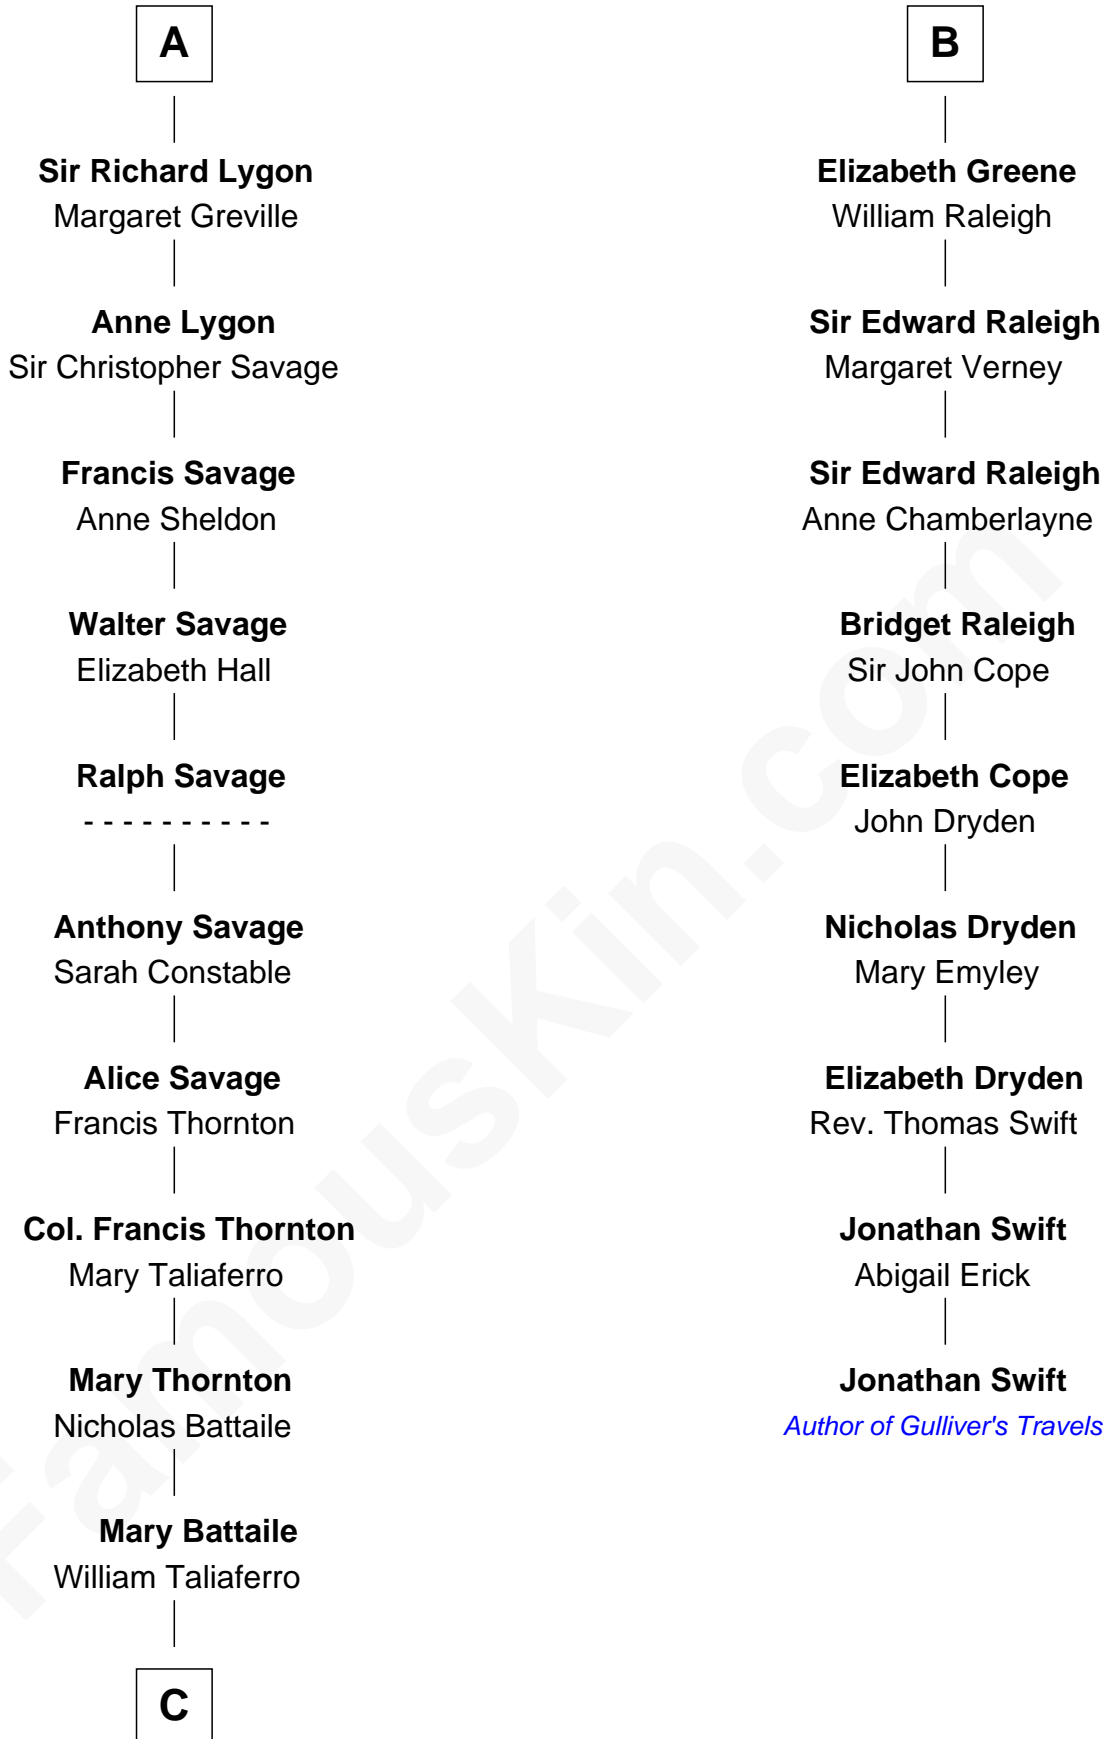 A
Sir Richard Lygon
Margaret Greville
Anne Lygon
Sir Christopher Savage
Francis Savage
Anne Sheldon
Walter Savage
Elizabeth Hall
Ralph Savage
- - - - - - - - - -
Anthony Savage
Sarah Constable
Alice Savage
Francis Thornton
Col. Francis Thornton
Mary Taliaferro
Mary Thornton
Nicholas Battaile
Mary Battaile
William Taliaferro
C
B
Elizabeth Greene
William Raleigh
Sir Edward Raleigh
Margaret Verney
Sir Edward Raleigh
Anne Chamberlayne
Bridget Raleigh
Sir John Cope
Elizabeth Cope
John Dryden
Nicholas Dryden
Mary Emyley
Elizabeth Dryden
Rev. Thomas Swift
Jonathan Swift
Abigail Erick
Jonathan Swift
Author of Gulliver's Travels
FamousKin.com